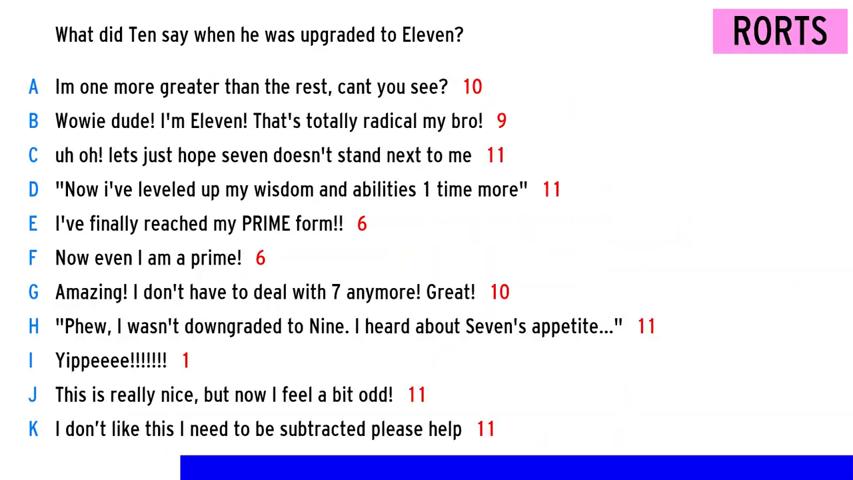 What did Ten say when he was upgraded to Eleven?
RORTS
A Im one more greater than the rest, cant you see? 10
B Wowie dude! I'm Eleven! That's totally radical my bro! 9
C uh oh! lets just hope seven doesn't stand next to me 11
D "Now i've leveled up my wisdom and abilities 1 time more" 11
E I've finally reached my PRIME form!! 6
F Now even I am a prime! 6
G Amazing! I don't have to deal with 7 anymore! Great! 10
H "Phew, I wasn't downgraded to Nine. I heard about Seven's appetite..." 11
I Yippeeee!!!!!!! 1
J This is really nice, but now I feel a bit odd! 11
K I don’t like this I need to be subtracted please help 11